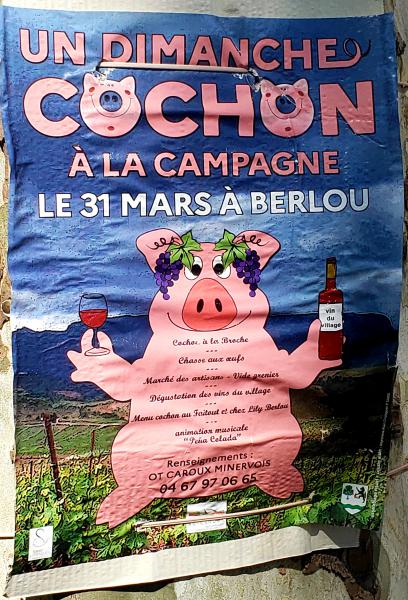 UN DIMANCHE
COCHON
À LA CAMPAGNE
LE 31 MARS À BERLOU
vin
du
village
Cochon à la Broche
---
Chasse aux œufs
---
Marché des artisans - Vide grenier
---
Dégustation des vins du village
---
Menu cochon au Faitout et chez Lily Berlou
---
animation musicale
"Peña Colada"
Renseignements :
OT CAROUX MINERVOIS
04 67 97 06 65